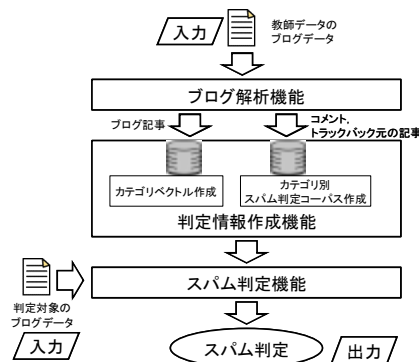 入力
教師データの
ブログデータ
ブログ解析機能
ブログ記事
コメント,
トラックバック元の記事
カテゴリベクトル作成
カテゴリ別
スパム判定コーパス作成
判定情報作成機能
スパム判定機能
判定対象の
ブログデータ
入力
スパム判定
出力